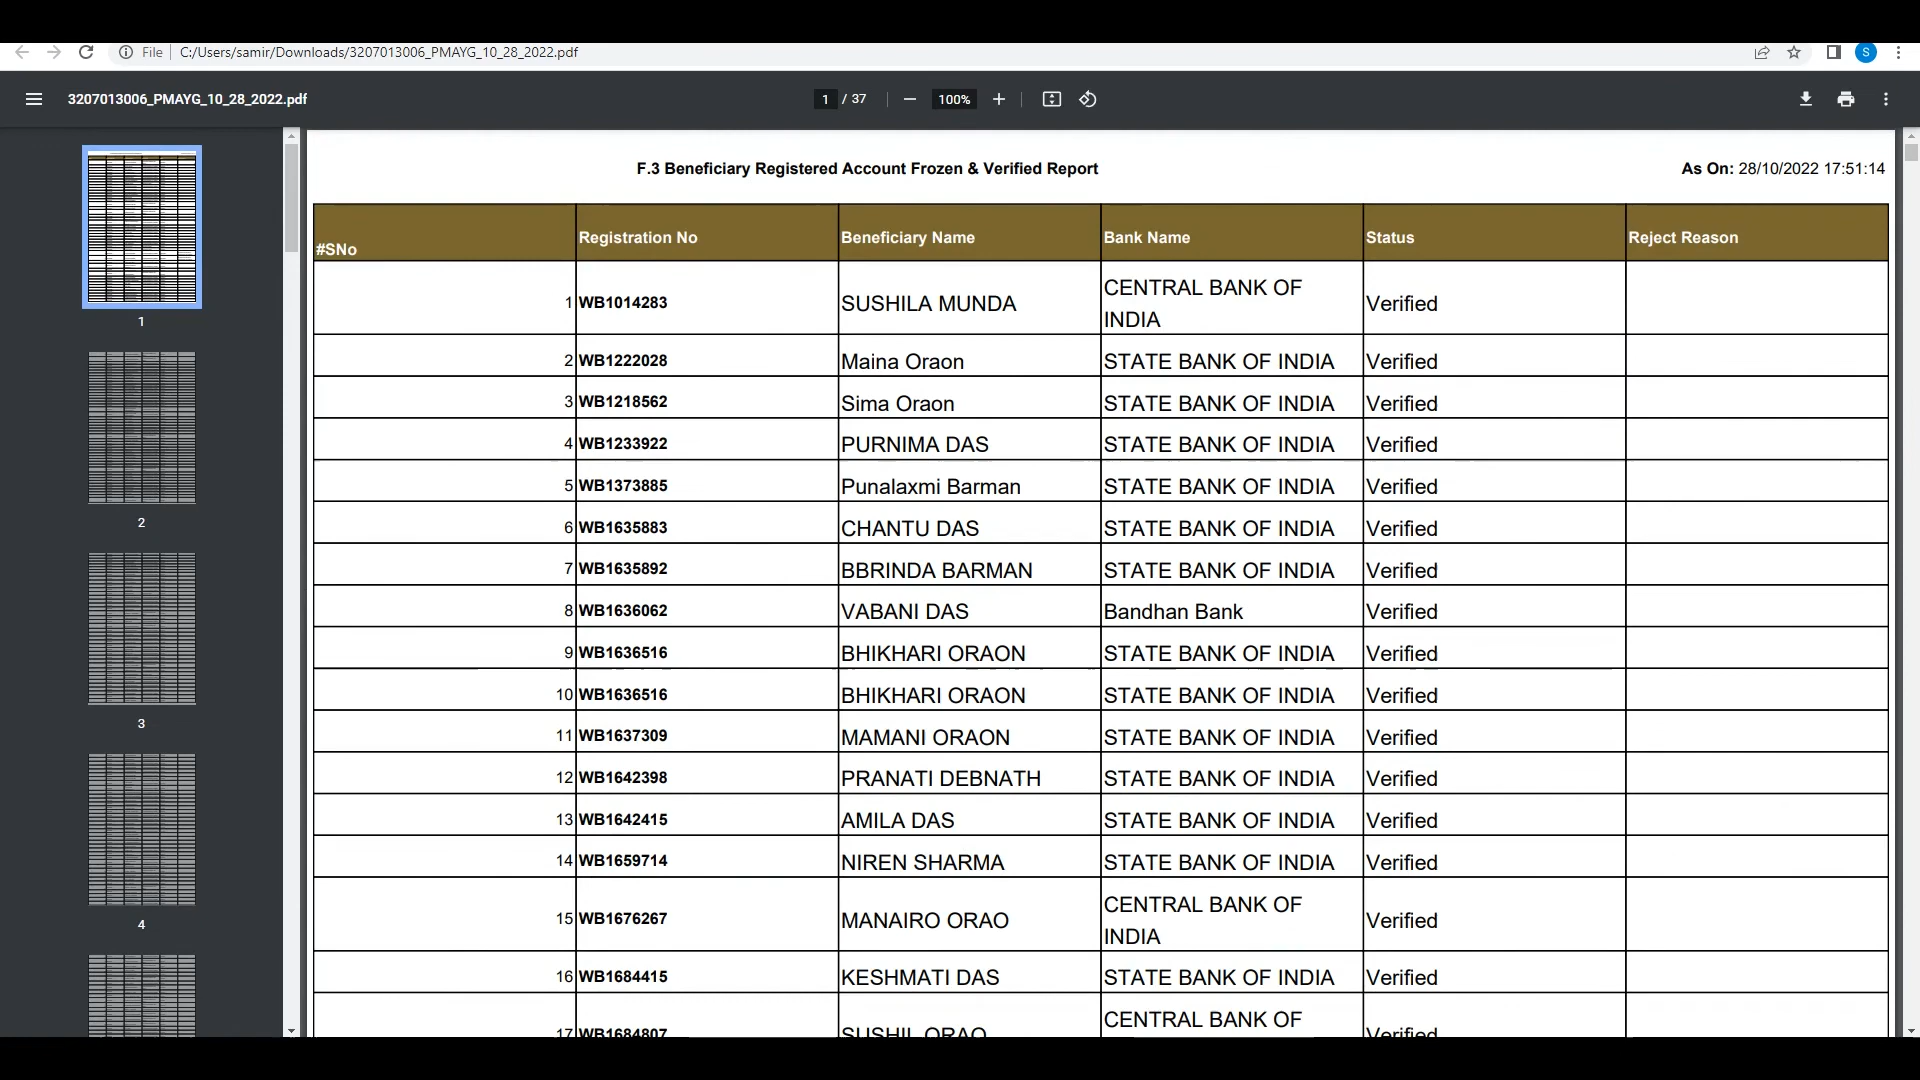 File C:/Users/samir/Downloads/3207013006_PMAYG_10_28_2022.pdf S
3207013006_PMAYG_10_28_2022.pdf 1 / 37 100%
F.3 Beneficiary Registered Account Frozen & Verified Report As On: 28/10/2022 17:51:14
#SNo Registration No Beneficiary Name Bank Name Status Reject Reason
1 WB1014283 SUSHILA MUNDA CENTRAL BANK OF INDIA Verified
2 WB1222028 Maina Oraon STATE BANK OF INDIA Verified
3 WB1218562 Sima Oraon STATE BANK OF INDIA Verified
4 WB1233922 PURNIMA DAS STATE BANK OF INDIA Verified
5 WB1373885 Punalaxmi Barman STATE BANK OF INDIA Verified
6 WB1635883 CHANTU DAS STATE BANK OF INDIA Verified
7 WB1635892 BBRINDA BARMAN STATE BANK OF INDIA Verified
8 WB1636062 VABANI DAS Bandhan Bank Verified
9 WB1636516 BHIKHARI ORAON STATE BANK OF INDIA Verified
10 WB1636516 BHIKHARI ORAON STATE BANK OF INDIA Verified
11 WB1637309 MAMANI ORAON STATE BANK OF INDIA Verified
12 WB1642398 PRANATI DEBNATH STATE BANK OF INDIA Verified
13 WB1642415 AMILA DAS STATE BANK OF INDIA Verified
14 WB1659714 NIREN SHARMA STATE BANK OF INDIA Verified
15 WB1676267 MANAIRO ORAO CENTRAL BANK OF INDIA Verified
16 WB1684415 KESHMATI DAS STATE BANK OF INDIA Verified
17 WB1684807 SUSHIL ORAO CENTRAL BANK OF Verified
1
2
3
4